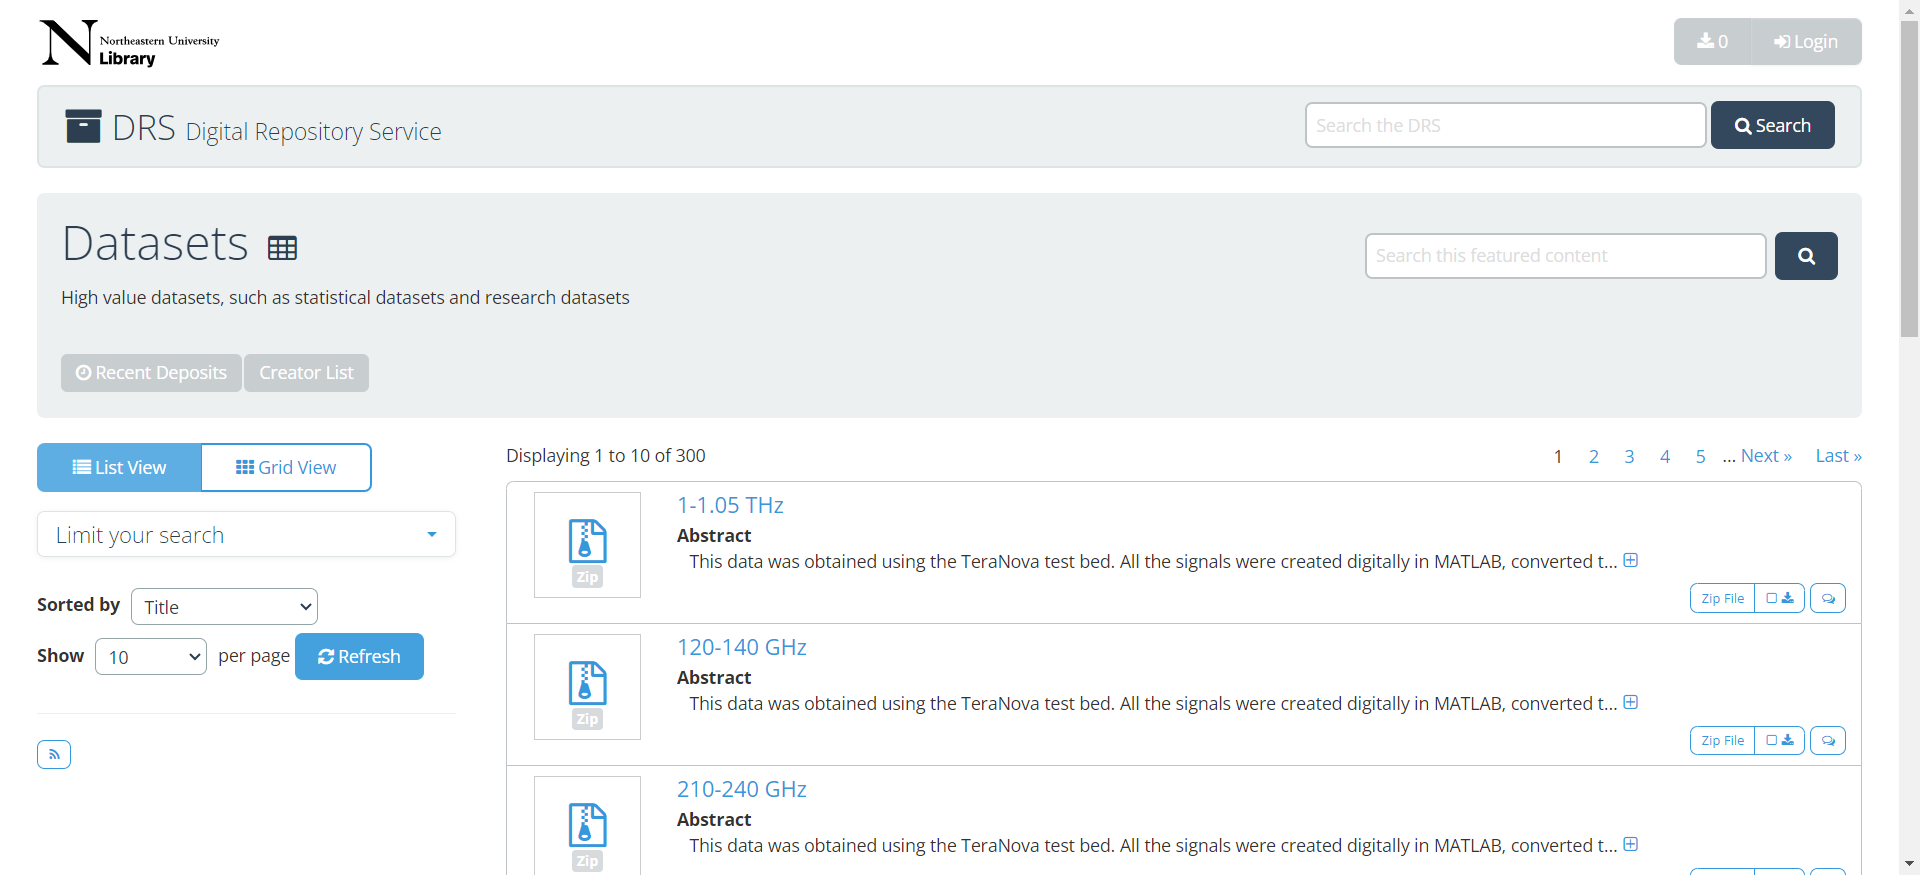 Northeastern University
Library
0
Login
DRS Digital Repository Service
Search the DRS
Search
Datasets
Search this featured content
High value datasets, such as statistical datasets and research datasets
Recent Deposits
Creator List
List View
Grid View
Displaying 1 to 10 of 300
1 2 3 4 5 ... Next » Last »
Limit your search
Sorted by Title
Show 10 per page Refresh
1-1.05 THz
Abstract
This data was obtained using the TeraNova test bed. All the signals were created digitally in MATLAB, converted t...
Zip
Zip File
120-140 GHz
Abstract
This data was obtained using the TeraNova test bed. All the signals were created digitally in MATLAB, converted t...
Zip
Zip File
210-240 GHz
Abstract
This data was obtained using the TeraNova test bed. All the signals were created digitally in MATLAB, converted t...
Zip